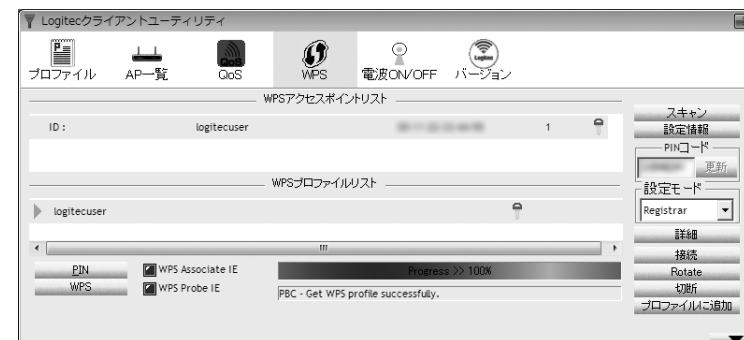 Logitecクライアントユーティリティ
プロファイル AP一覧 QoS WPS 電波ON/OFF バージョン
WPSアクセスポイントリスト
ID : logitecuser 1
WPSプロファイルリスト
logitecuser
PIN WPS Associate IE Progress >> 100%
WPS WPS Probe IE PBC - Get WPS profile successfully.
スキャン
設定情報
PINコード
更新
設定モード
Registrar
詳細
接続
Rotate
切断
プロファイルに追加